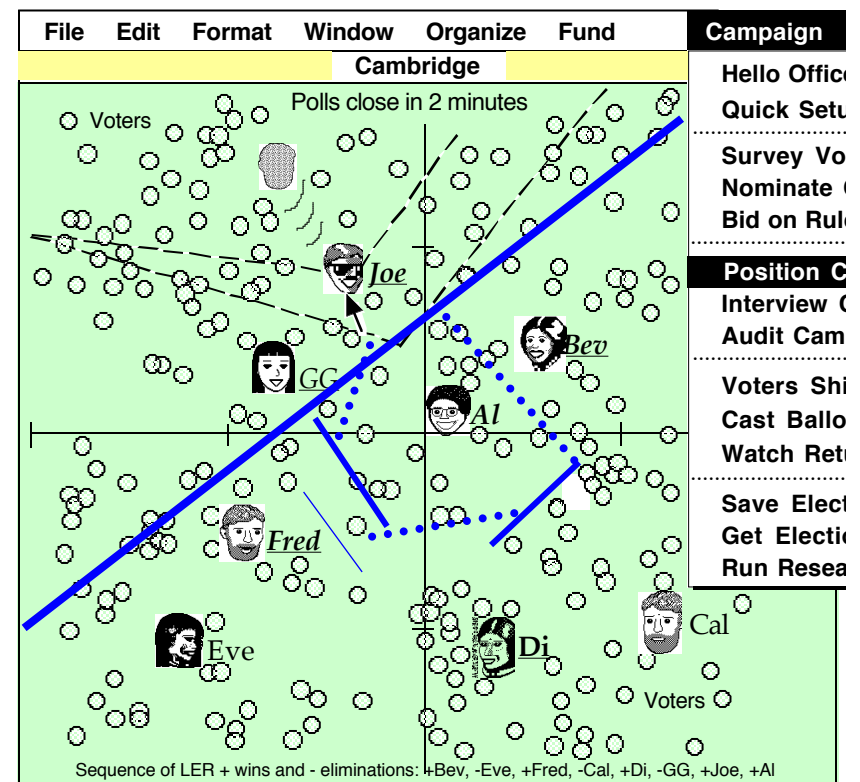 File Edit Format Window Organize Fund Campaign
Cambridge
Polls close in 2 minutes
Voters
Hello Office
Quick Setu
Survey Vo
Nominate
Bid on Rul
Position C
Interview
Audit Cam
Voters Shi
Cast Ballo
Watch Ret
Save Elect
Get Electio
Run Resea
Joe
Bev
GG
Al
Fred
Eve
Di
Cal
Voters
Sequence of LER + wins and - eliminations: +Bev, -Eve, +Fred, -Cal, +Di, -GG, +Joe, +Al